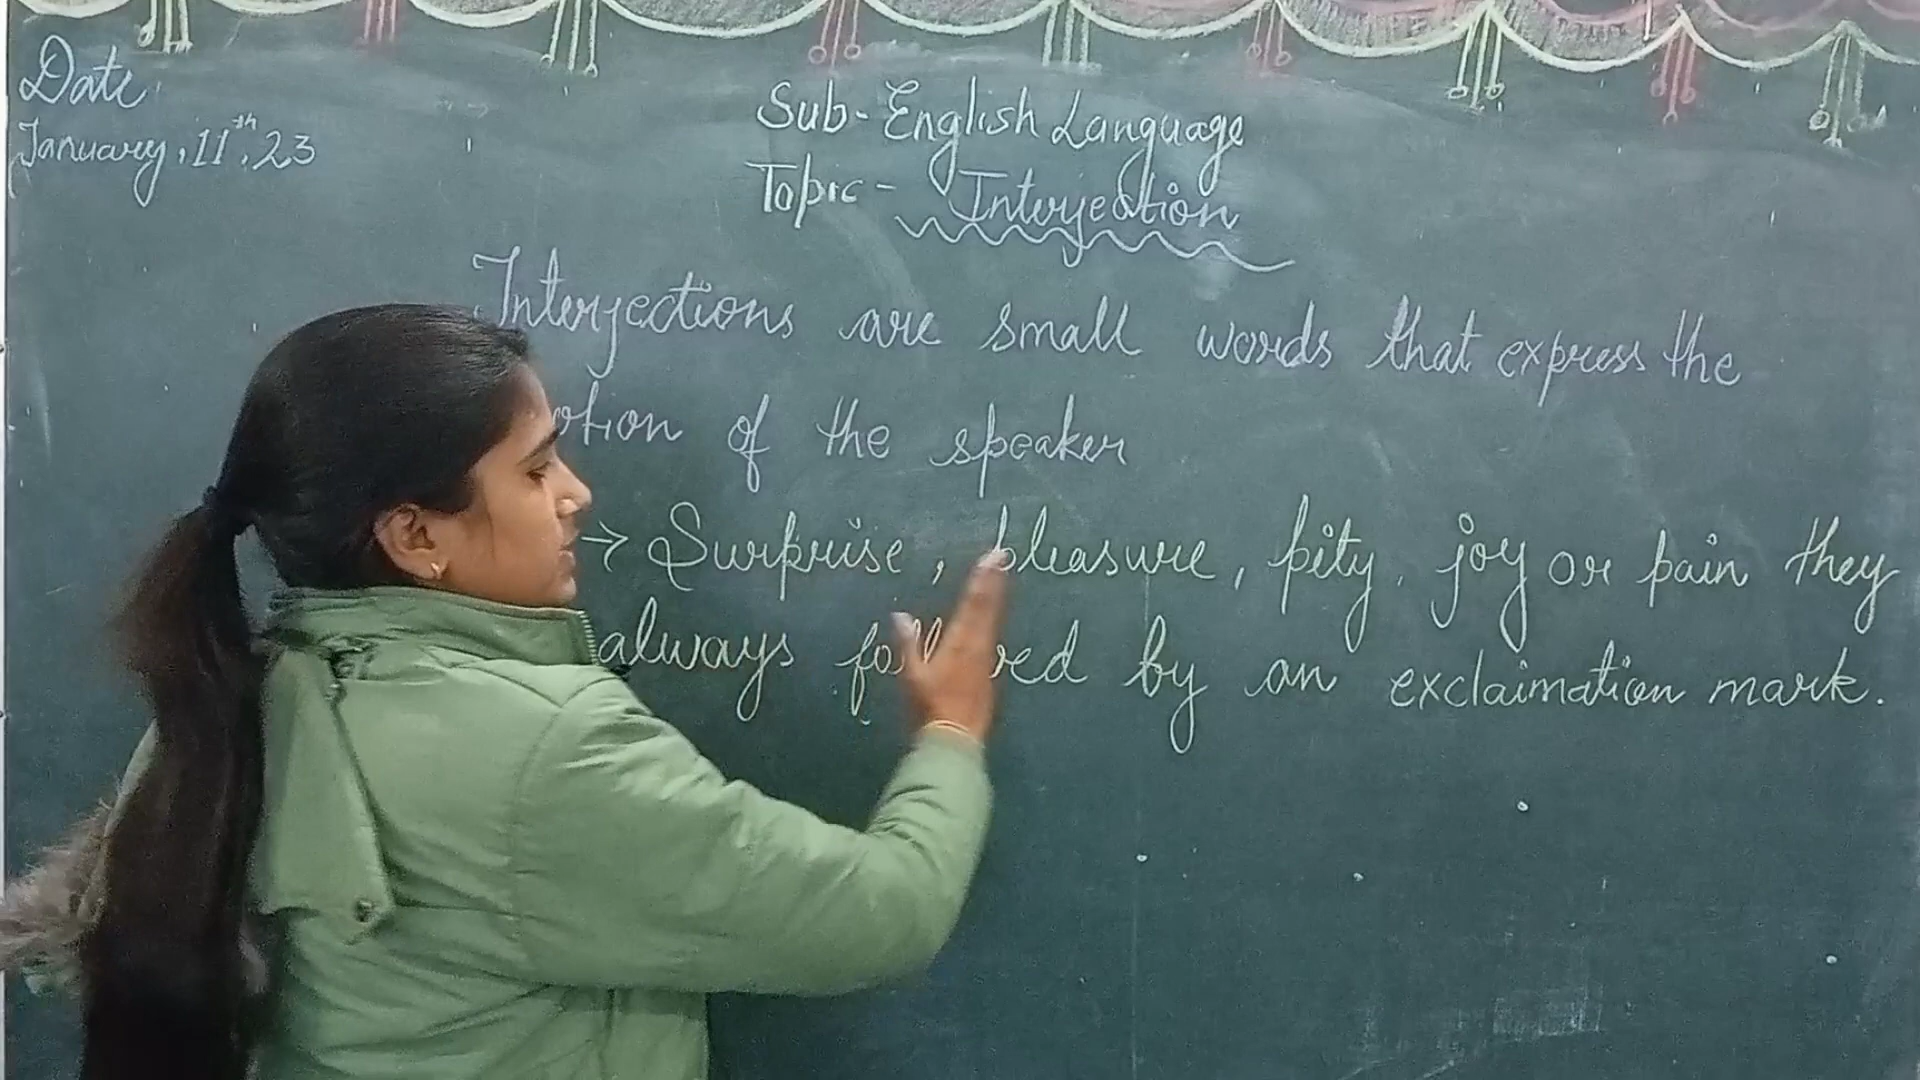 Date
January, 11th, 23
Sub- English Language
Topic- Interjection
Interjections are small words that express the
otion of the speaker
→ Surprise, pleasure, pity, joy or pain they
always by an exclaimation mark.